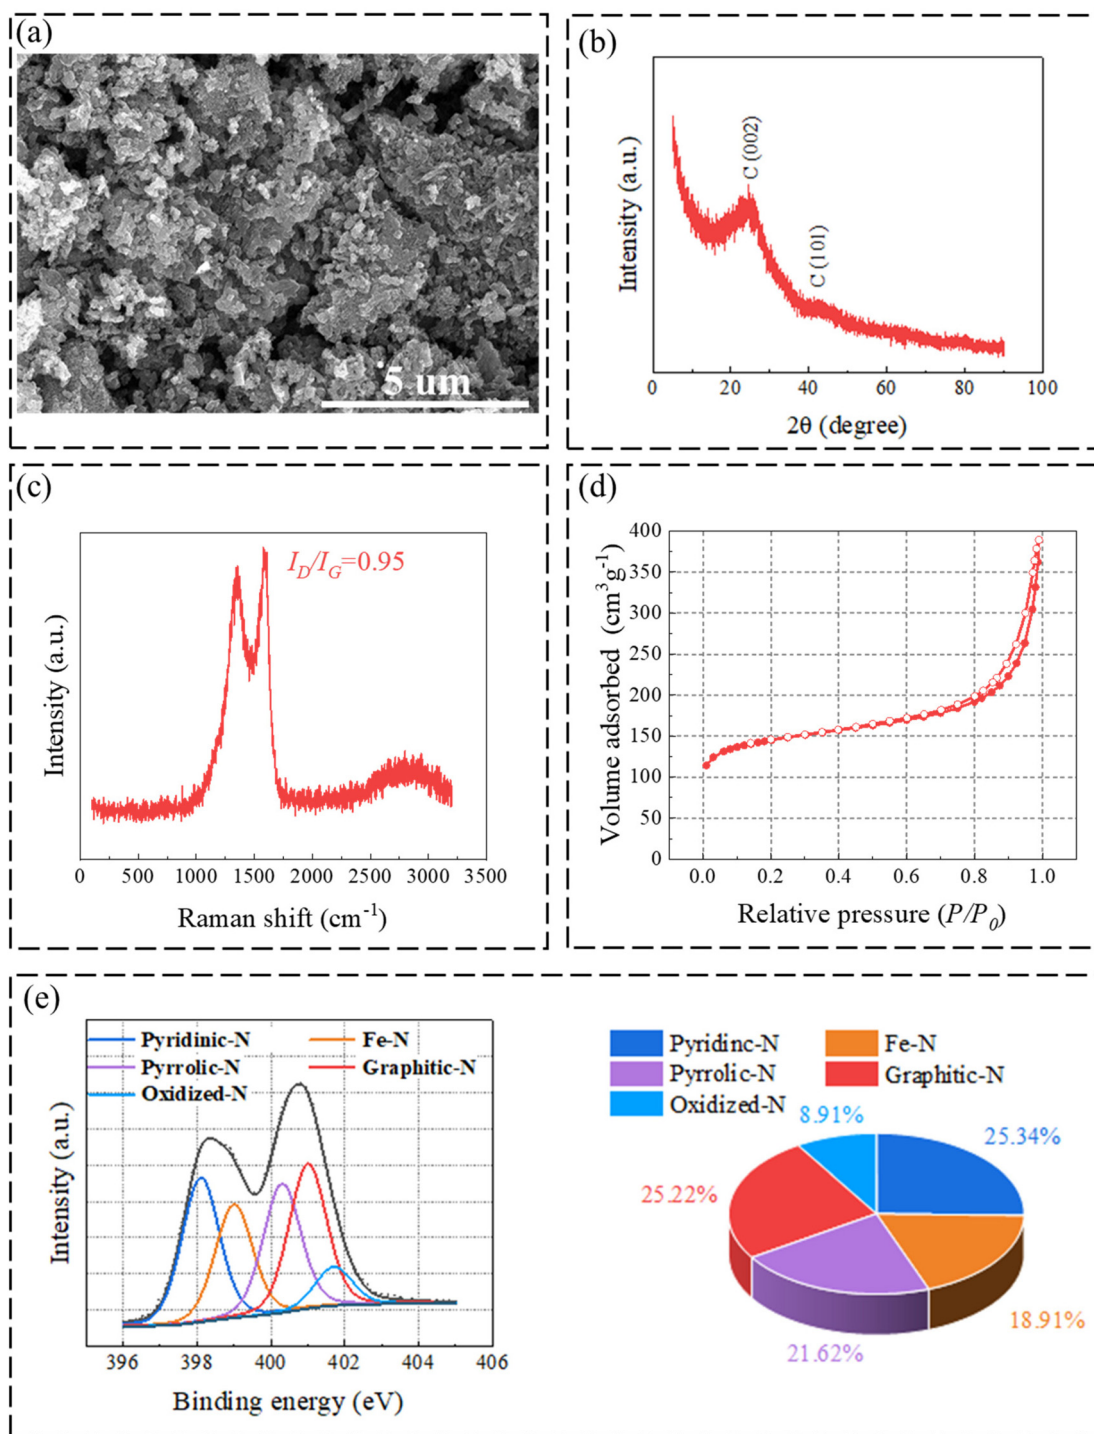 (a)
5 um
(b)
Intensity (a.u.)
C (002)
C (101)
0 20 40 60 80 100
2θ (degree)
(c)
Intensity (a.u.)
I_D/I_G=0.95
0 500 1000 1500 2000 2500 3000 3500
Raman shift (cm⁻¹)
(d)
Volume adsorbed (cm³g⁻¹)
400
350
300
250
200
150
100
50
0
0.0 0.2 0.4 0.6 0.8 1.0
Relative pressure (P/P₀)
(e)
Intensity (a.u.)
Pyridinic-N Fe-N
Pyrrolic-N Graphitic-N
Oxidized-N
396 398 400 402 404 406
Binding energy (eV)
Pyridinc-N Fe-N
Pyrrolic-N Graphitic-N
Oxidized-N
8.91%
25.34%
25.22%
18.91%
21.62%